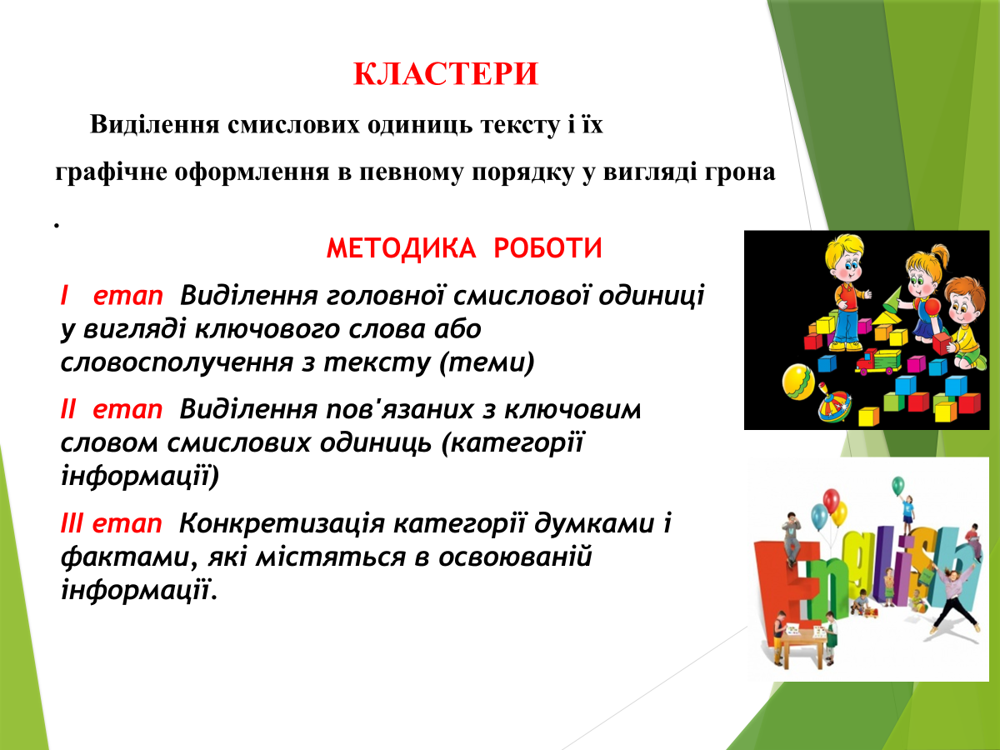 КЛАСТЕРИ
Виділення смислових одиниць тексту і їх
графічне оформлення в певному порядку у вигляді грона
.
МЕТОДИКА РОБОТИ
І етап Виділення головної смислової одиниці
у вигляді ключового слова або
словосполучення з тексту (теми)
ІІ етап Виділення пов'язаних з ключовим
словом смислових одиниць (категорії
інформації)
ІІІ етап Конкретизація категорії думками і
фактами, які містяться в освоюваній
інформації.
English